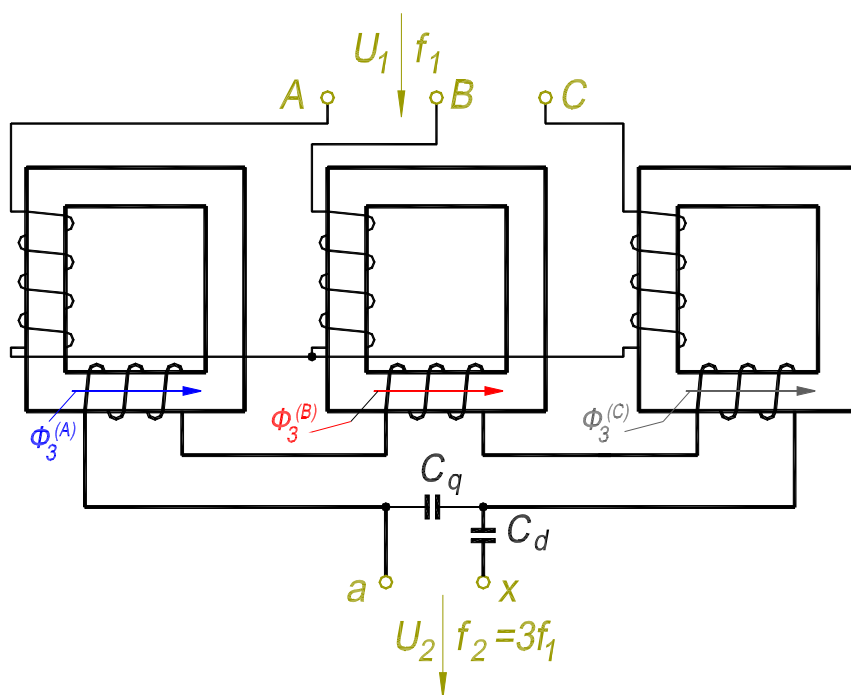 U1 f1
A B C
Φ3(A) Φ3(B) Φ3(C)
Cq
Cd
a x
U2 f2 =3f1